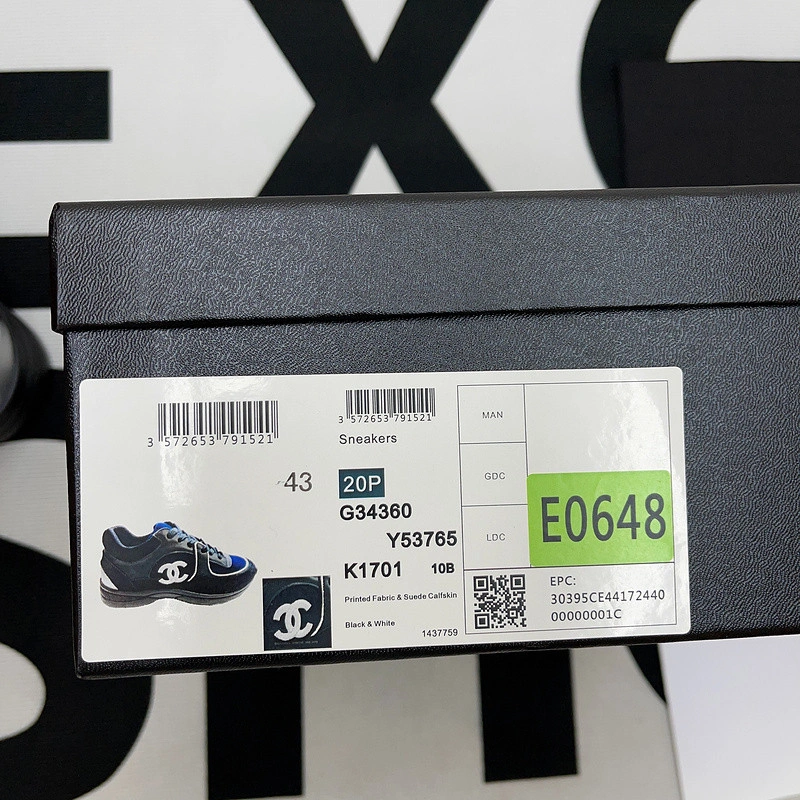 3 572653 791521
43
3 572653 791521
Sneakers
20P
G34360
Y53765
K1701 10B
Printed Fabric & Suede Calfskin
Black & White
1437759
MAN
GDC
LDC
E0648
EPC:
30395CE44172440
00000001C